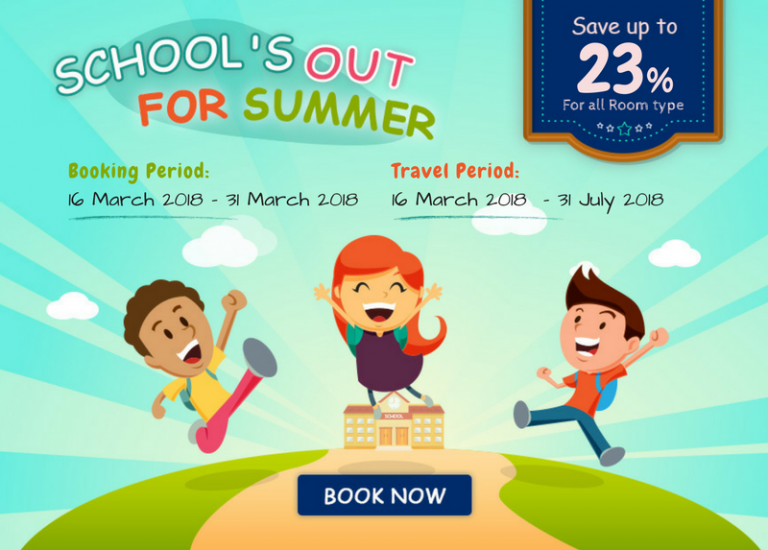 SCHOOL'S OUT
FOR SUMMER
Save up to
23%
For all Room type
Booking Period:
16 March 2018 - 31 March 2018
Travel Period:
16 March 2018 - 31 July 2018
SCHOOL
BOOK NOW